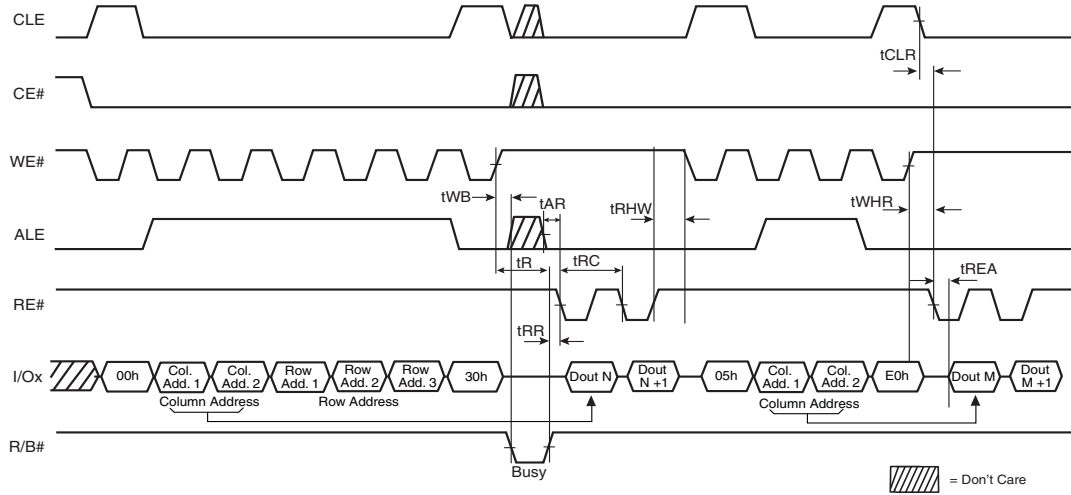 CLE
tCLR
CE#
WE#
tWB
tAR
tRHW
tWHR
ALE
tR
tRC
tREA
RE#
tRR
I/Ox
00h
Col. Add. 1
Col. Add. 2
Row Add. 1
Row Add. 2
Row Add. 3
30h
Dout N
Dout N +1
05h
Col. Add. 1
Col. Add. 2
E0h
Dout M
Dout M +1
Column Address
Row Address
Column Address
R/B#
Busy
= Don't Care